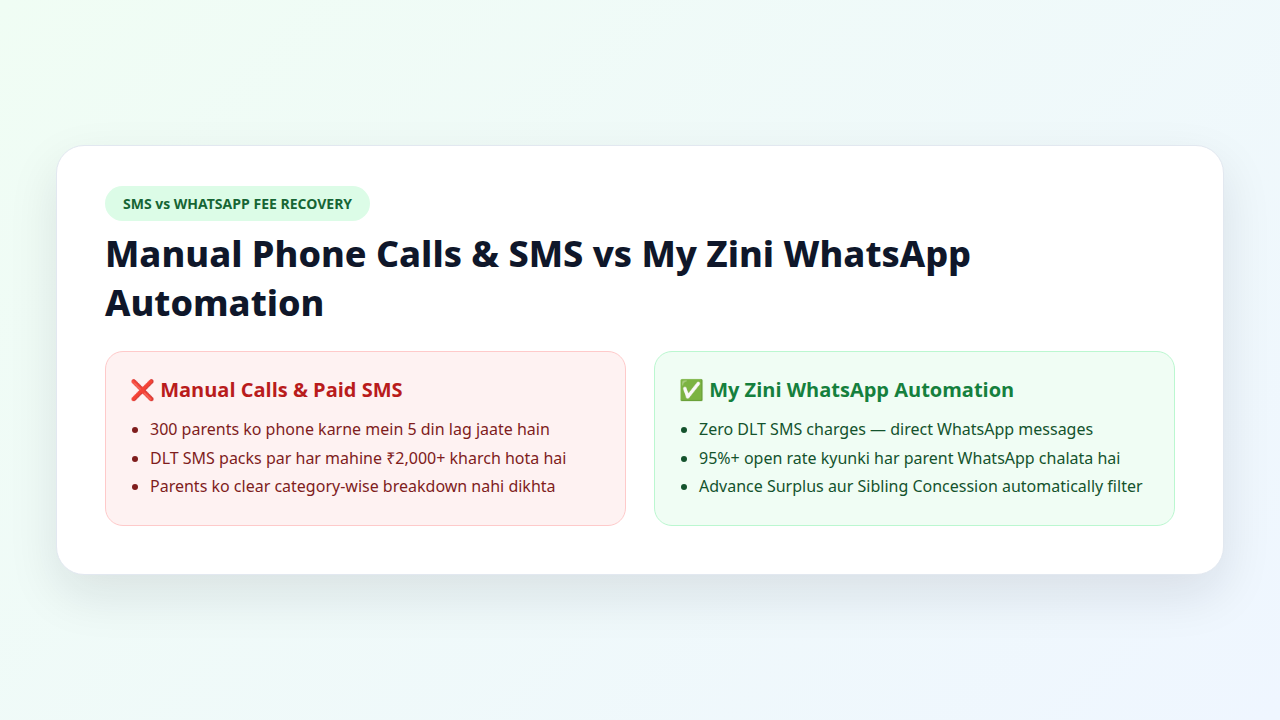 SMS vs WHATSAPP FEE RECOVERY
Manual Phone Calls & SMS vs My Zini WhatsApp
Automation
❌ Manual Calls & Paid SMS
• 300 parents ko phone karne mein 5 din lag jaate hain
• DLT SMS packs par har mahine ₹2,000+ kharch hota hai
• Parents ko clear category-wise breakdown nahi dikhta
✅ My Zini WhatsApp Automation
• Zero DLT SMS charges — direct WhatsApp messages
• 95%+ open rate kyunki har parent WhatsApp chalata hai
• Advance Surplus aur Sibling Concession automatically filter